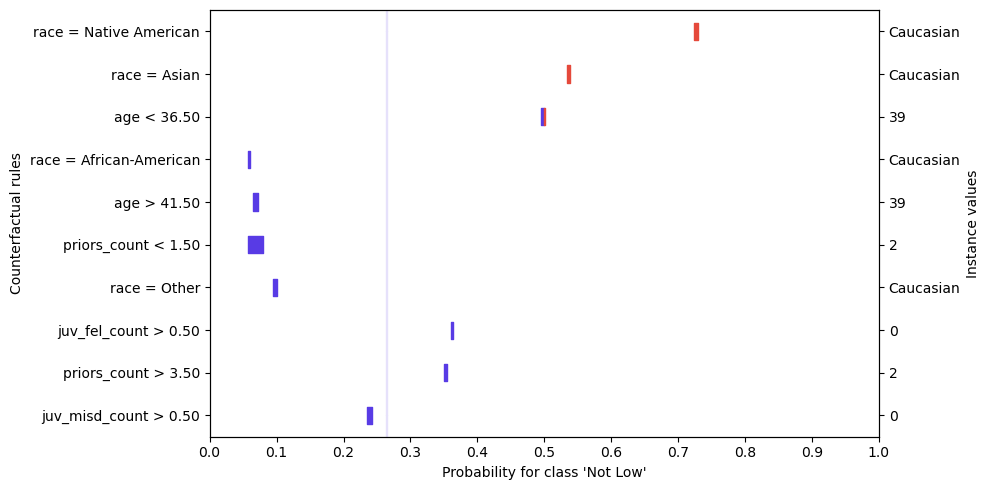 race = Native American
Caucasian
race = Asian
Caucasian
age < 36.50
39
race = African-American
Caucasian
age > 41.50
39
priors_count < 1.50
2
race = Other
Caucasian
juv_fel_count > 0.50
0
priors_count > 3.50
2
juv_misd_count > 0.50
0
Counterfactual rules
Instance values
0.0 0.1 0.2 0.3 0.4 0.5 0.6 0.7 0.8 0.9 1.0
Probability for class 'Not Low'